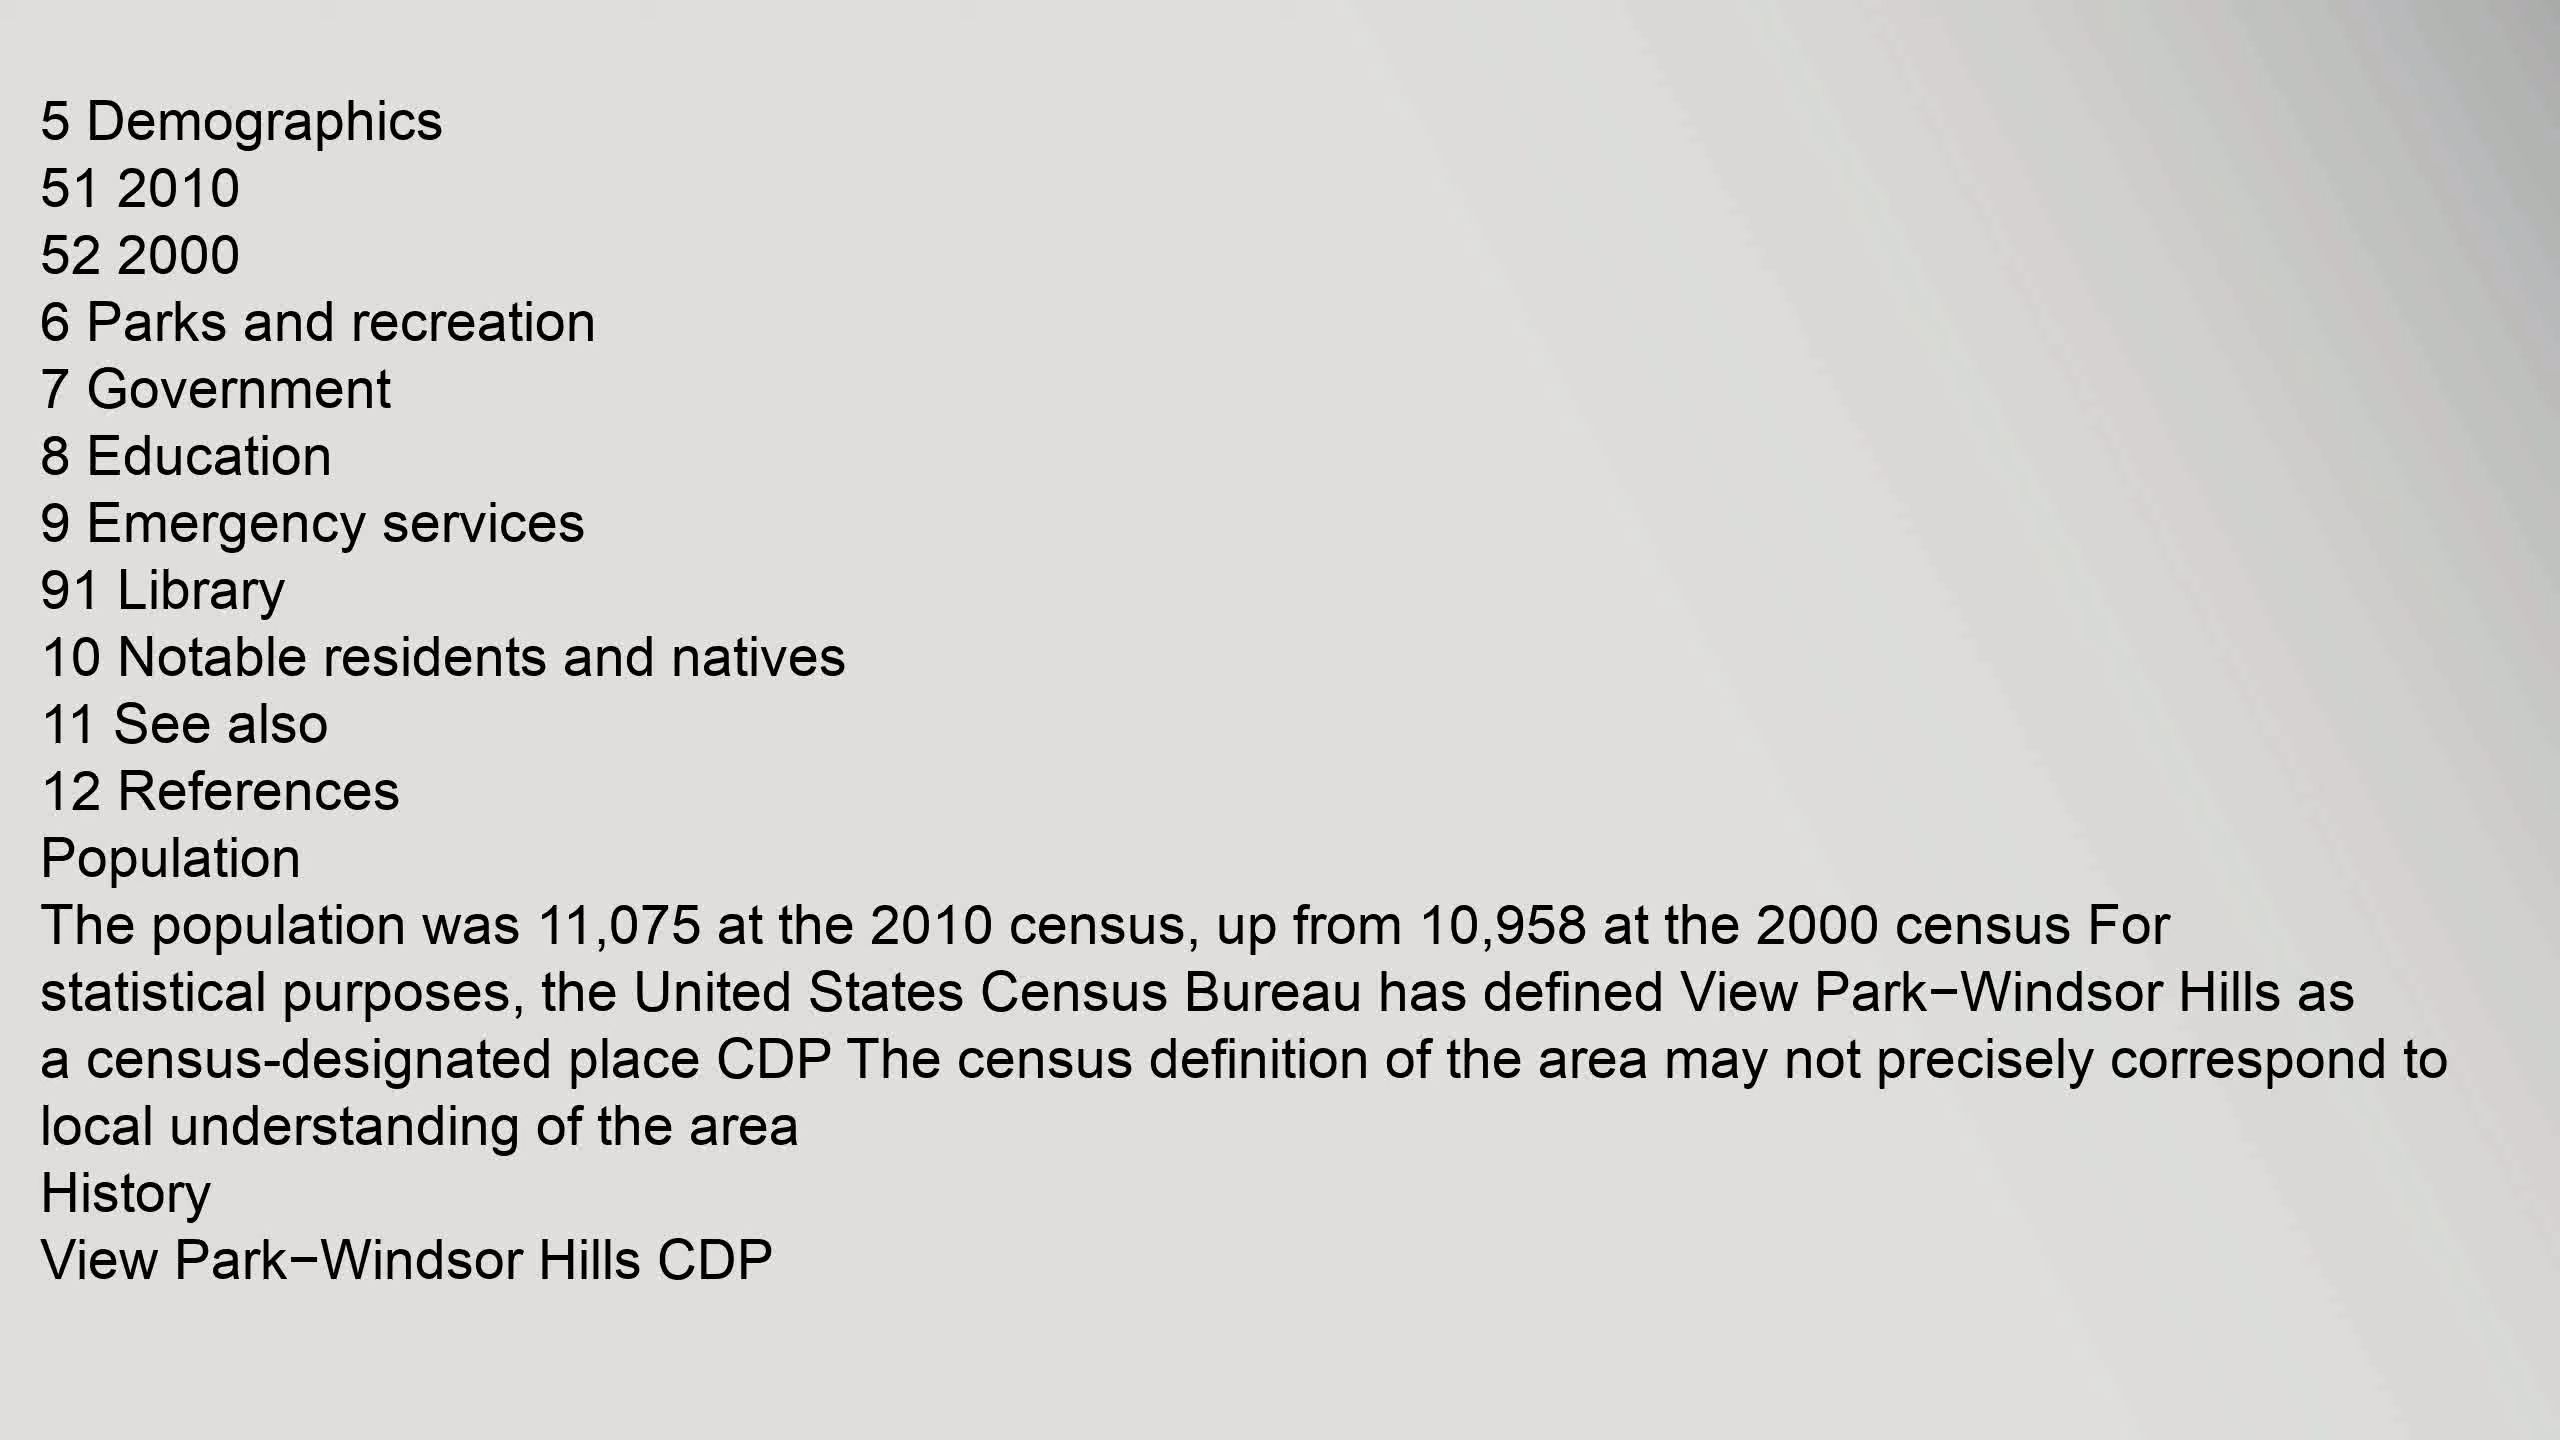 5 Demographics
51 2010
52 2000
6 Parks and recreation
7 Government
8 Education
9 Emergency services
91 Library
10 Notable residents and natives
11 See also
12 References
Population
The population was 11,075 at the 2010 census, up from 10,958 at the 2000 census For
statistical purposes, the United States Census Bureau has defined View Park−Windsor Hills as
a census-designated place CDP The census definition of the area may not precisely correspond to
local understanding of the area
History
View Park−Windsor Hills CDP